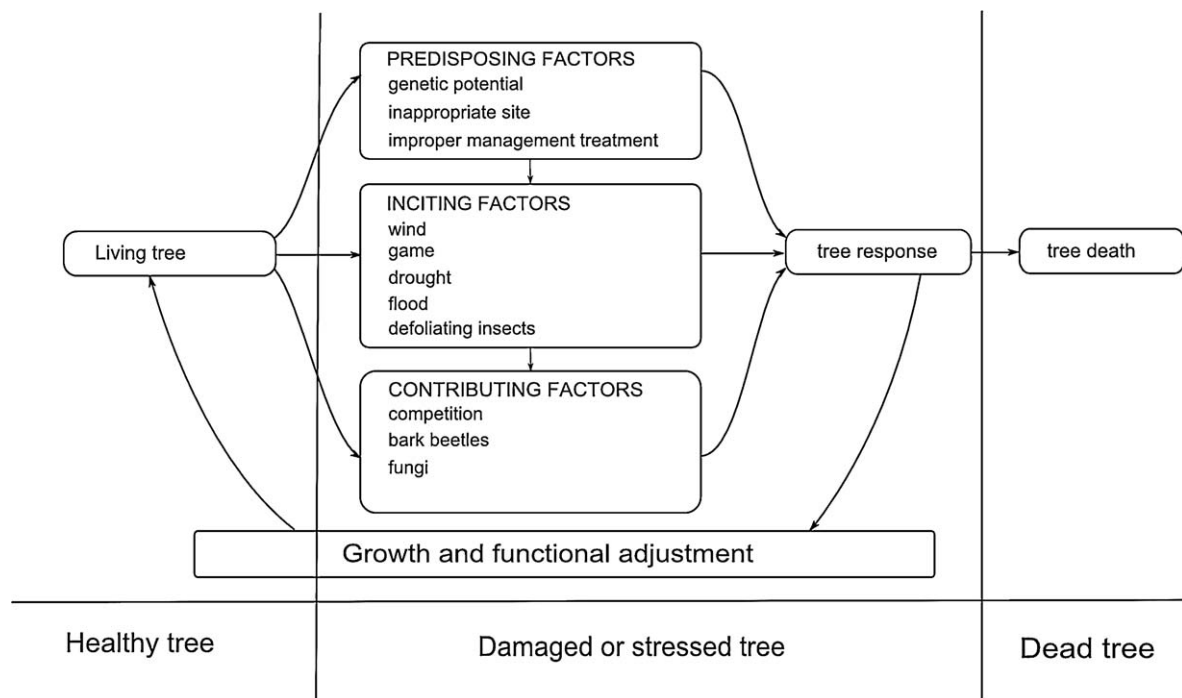 PREDISPOSING FACTORS
genetic potential
inappropriate site
improper management treatment
INCITING FACTORS
wind
game
drought
flood
defoliating insects
Living tree
tree response
tree death
CONTRIBUTING FACTORS
competition
bark beetles
fungi
Growth and functional adjustment
Healthy tree
Damaged or stressed tree
Dead tree